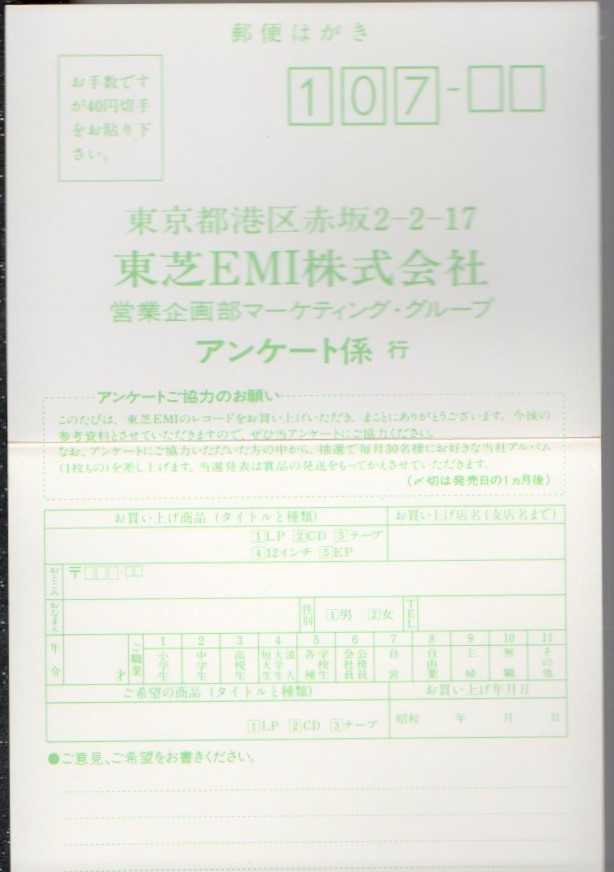 郵便はがき
お手数です
が40円切手
をお貼り下
さい。
107-□□
東京都港区赤坂2-2-17
東芝EMI株式会社
営業企画部マーケティング・グループ
アンケート係 行
アンケートご協力のお願い
このたびは、東芝EMIのレコードをお買い上げいただき、まことにありがとうございます。今後の
参考資料とさせていただきますので、ぜひ当アンケートにご協力ください。
なお、アンケートにご協力いただいた方の中から、抽選で毎月30名様にお好きな当社アルバム
(1枚もの)を差し上げます。当選発表は賞品の発送をもってかえさせていただきます。
(〆切は発売日の1ヵ月後)
お買い上げ商品 (タイトルと種類)
お買い上げ店名(支店名まで)
1LP 2CD 3テープ
4 12インチ 5EP
おところ
〒□□□-□□
おなまえ
性別
1男 2女
TEL
年令
才
ご職業
1 2 3 4 5 6 7 8 9 10 11
小学生
中学生
高校生
短大生 大学生 浪人
各種学校生
会社員 公務員
自営
自由業
主婦
無職
その他
ご希望の商品 (タイトルと種類)
お買い上げ年月日
1LP 2CD 3テープ
昭和 年 月 日
●ご意見、ご希望をお書きください。